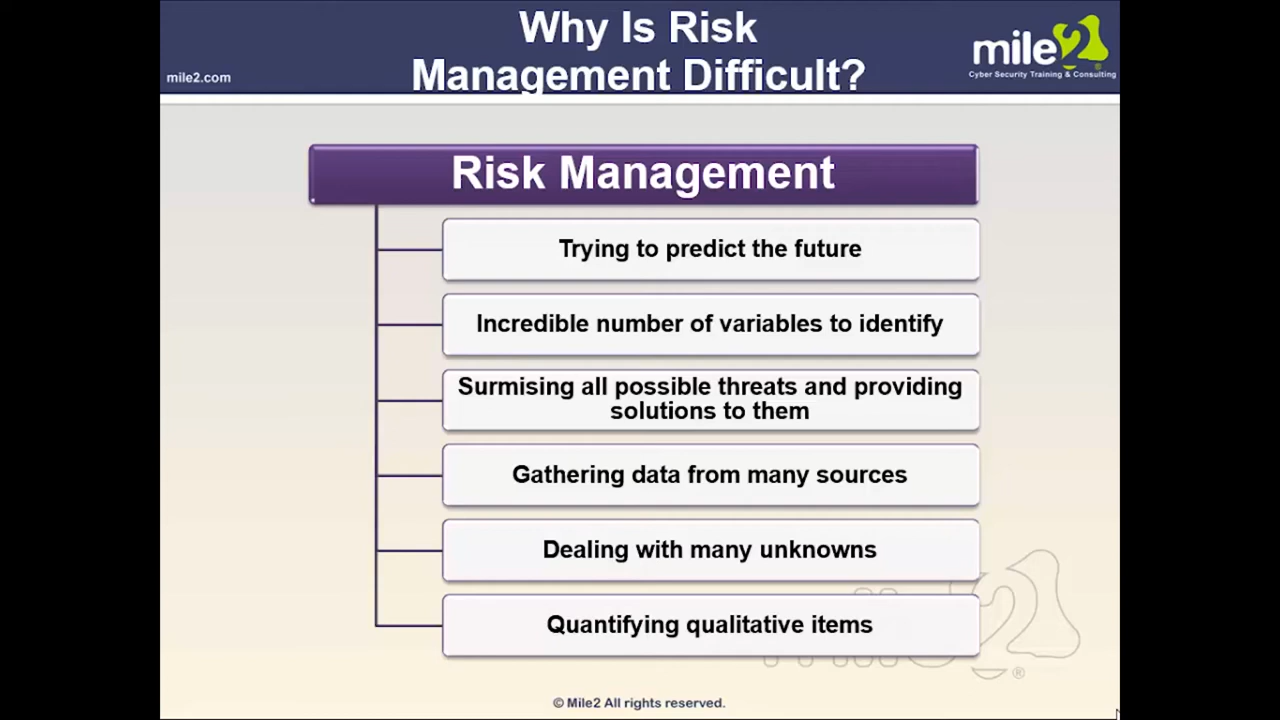 Why Is Risk
Management Difficult?
mile2.com
mile2
Cyber Security Training & Consulting
Risk Management
Trying to predict the future
Incredible number of variables to identify
Surmising all possible threats and providing
solutions to them
Gathering data from many sources
Dealing with many unknowns
Quantifying qualitative items
mile2®
© Mile2 All rights reserved.